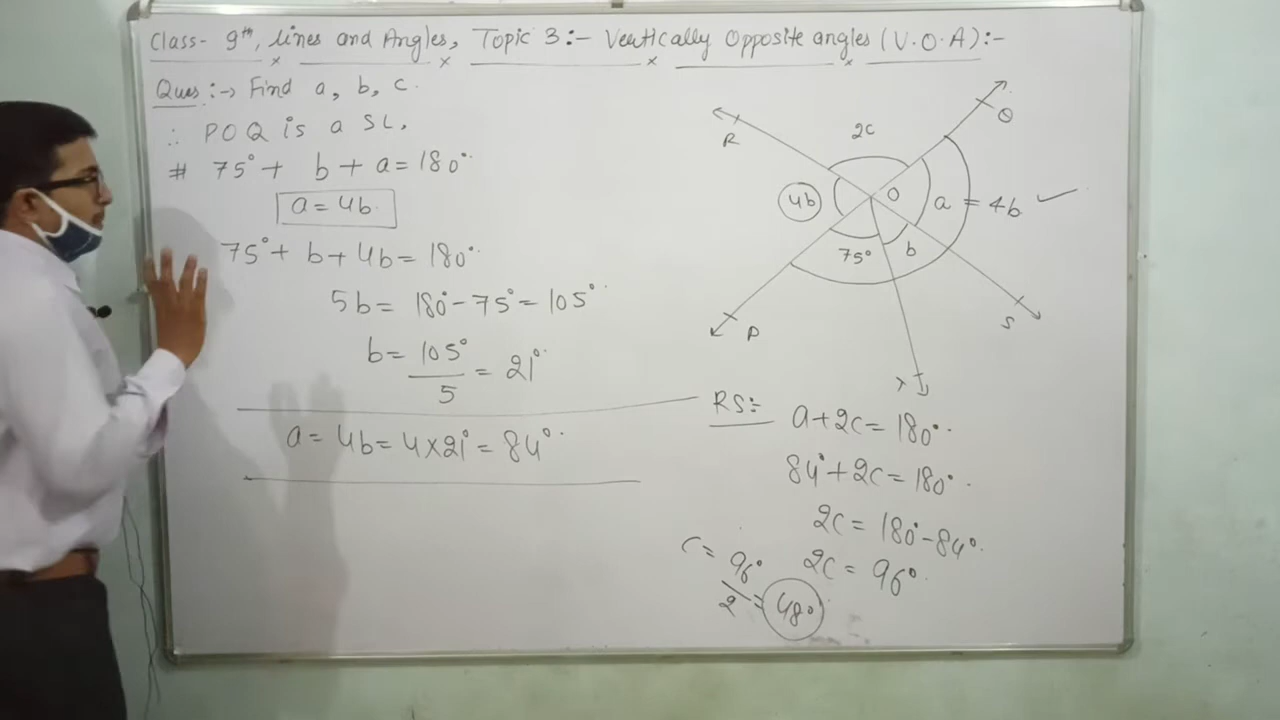 Class- 9th, Lines and Angles, Topic 3:- Vertically Opposite angles (V.O.A):-
Ques:-> Find a, b, c.
∴ POQ is a SL.
# 75° + b + a = 180°
a = 4b
75° + b + 4b = 180°
5b = 180° - 75° = 105°
b = 105°/5 = 21°
a = 4b = 4×21° = 84°
R
2c
Q
4b
O
a = 4b ✓
75°
b
P
S
RS:-
a + 2c = 180°
84° + 2c = 180°
2c = 180° - 84°
2c = 96°
c = 96°/2 = 48°